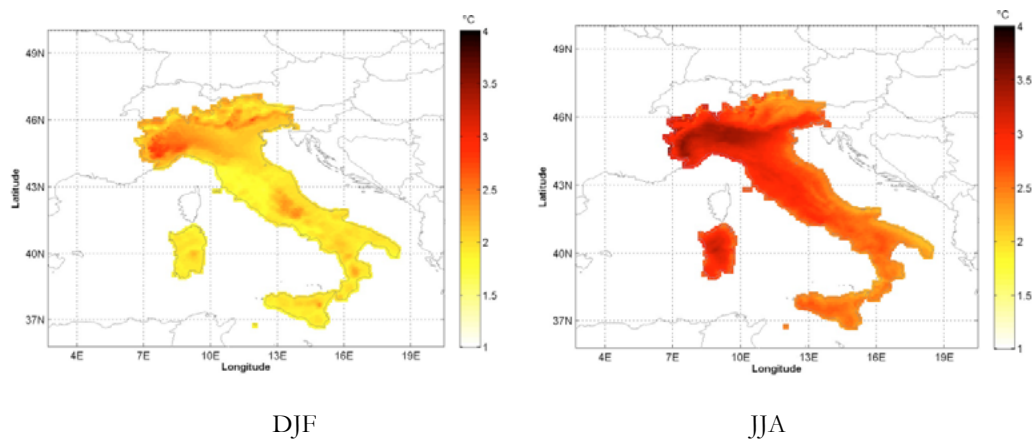 °C
49N
46N
43N
40N
37N
Latitude
4E 7E 10E 13E 16E 19E
Longitude
4
3.5
3
2.5
2
1.5
1
DJF
°C
49N
46N
43N
40N
37N
Latitude
4E 7E 10E 13E 16E 19E
Longitude
4
3.5
3
2.5
2
1.5
1
JJA